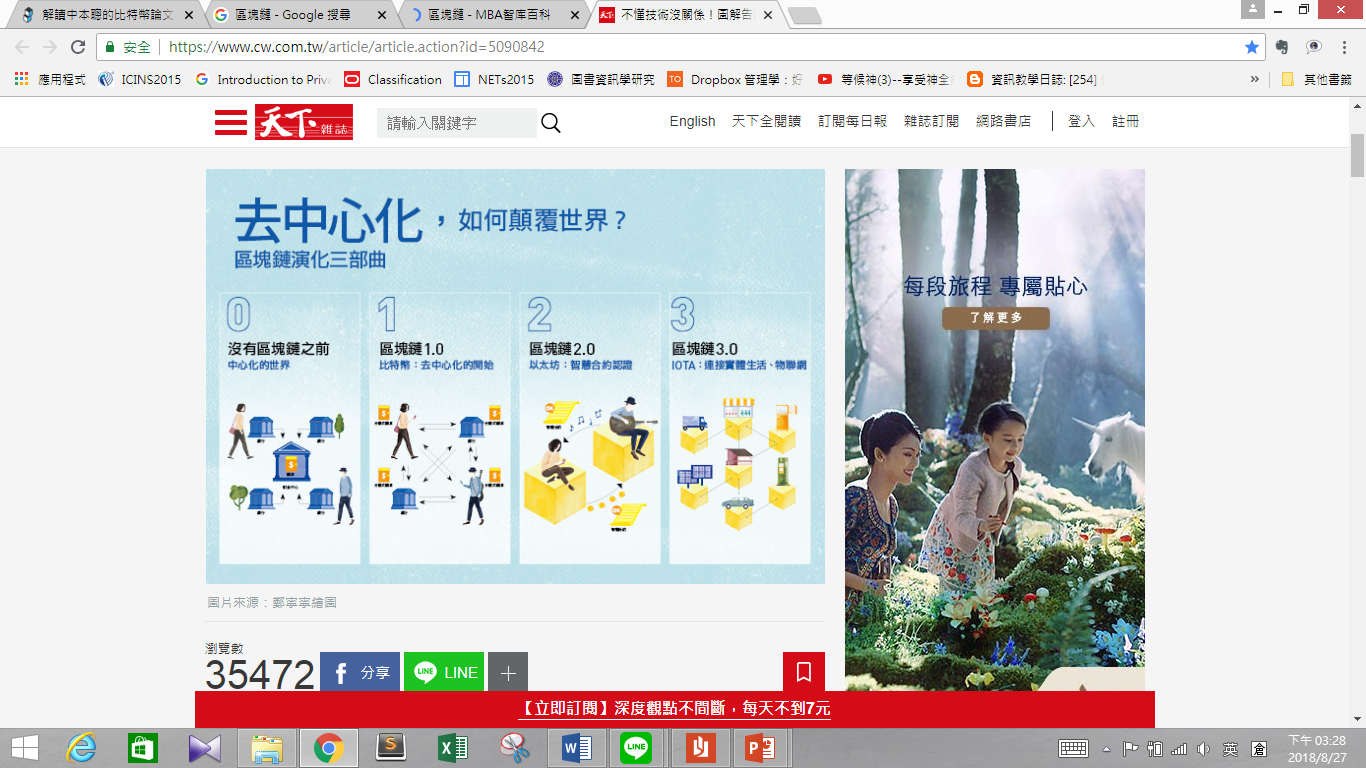 解讀中本聰的比特幣論文
區塊鏈 - Google 搜尋
區塊鏈 - MBA智库百科
不懂技術沒關係！圖解告
安全
https://www.cw.com.tw/article/article.action?id=5090842
應用程式
ICINS2015
Introduction to Priva
Classification
NETs2015
圖書資訊學研究
Dropbox 管理學：好
等候神(3)--享受神全
資訊教學日誌: [254]
其他書籤
天下雜誌
請輸入關鍵字
English
天下全閱讀
訂閱每日報
雜誌訂閱
網路書店
登入
註冊
去中心化，如何顛覆世界？
區塊鏈演化三部曲
0
沒有區塊鏈之前
中心化的世界
1
區塊鏈1.0
比特幣：去中心化的開始
2
區塊鏈2.0
以太坊：智慧合約認證
3
區塊鏈3.0
IOTA：連接實體生活、物聯網
每段旅程 專屬貼心
了解更多
圖片來源：鄭寧寧繪圖
瀏覽數
35472
分享
LINE
【立即訂閱】深度觀點不間斷，每天不到7元
英
倉
下午 03:28
2018/8/27